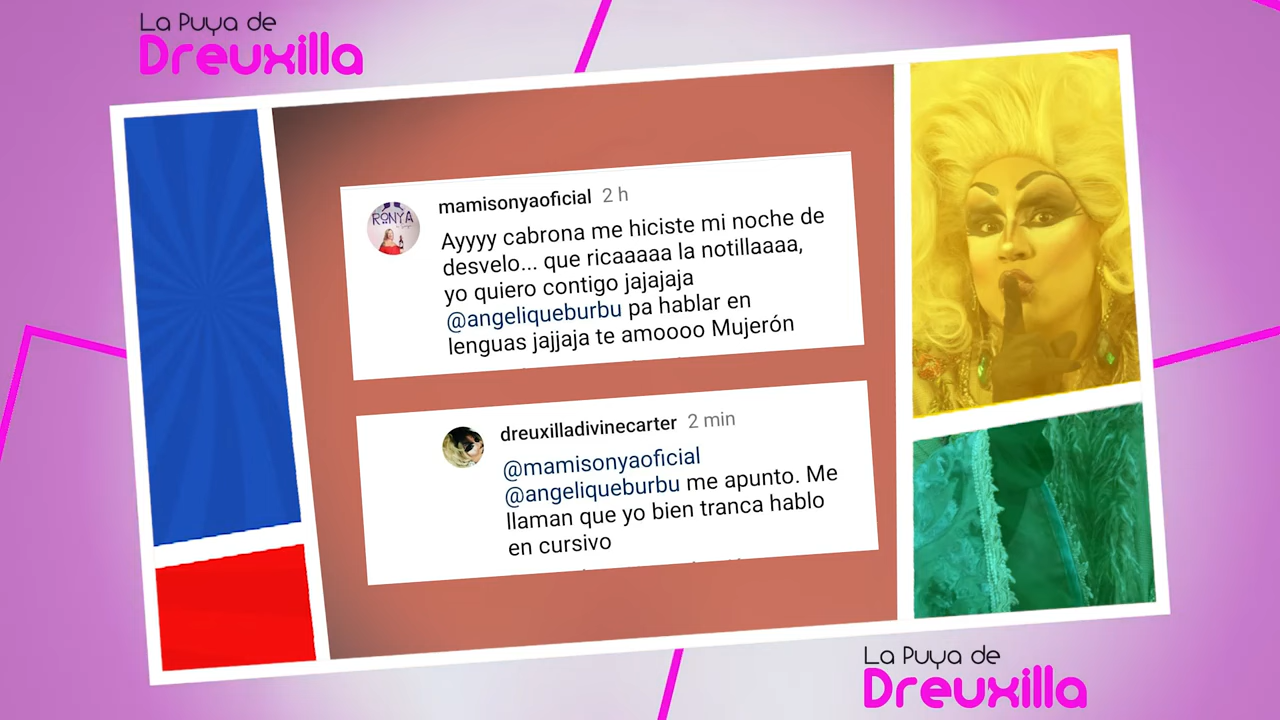 La Puya de
Dreuxilla
RONYA
mamisonyaoficial 2 h
Ayyyy cabrona me hiciste mi noche de
desvelo... que ricaaaaa la notillaaaa,
yo quiero contigo jajajaja
@angeliqueburbu pa hablar en
lenguas jajjaja te amoooo Mujerón
dreuxilladivinecarter 2 min
@mamisonyaoficial
@angeliqueburbu me apunto. Me
llaman que yo bien tranca hablo
en cursivo
La Puya de
Dreuxilla